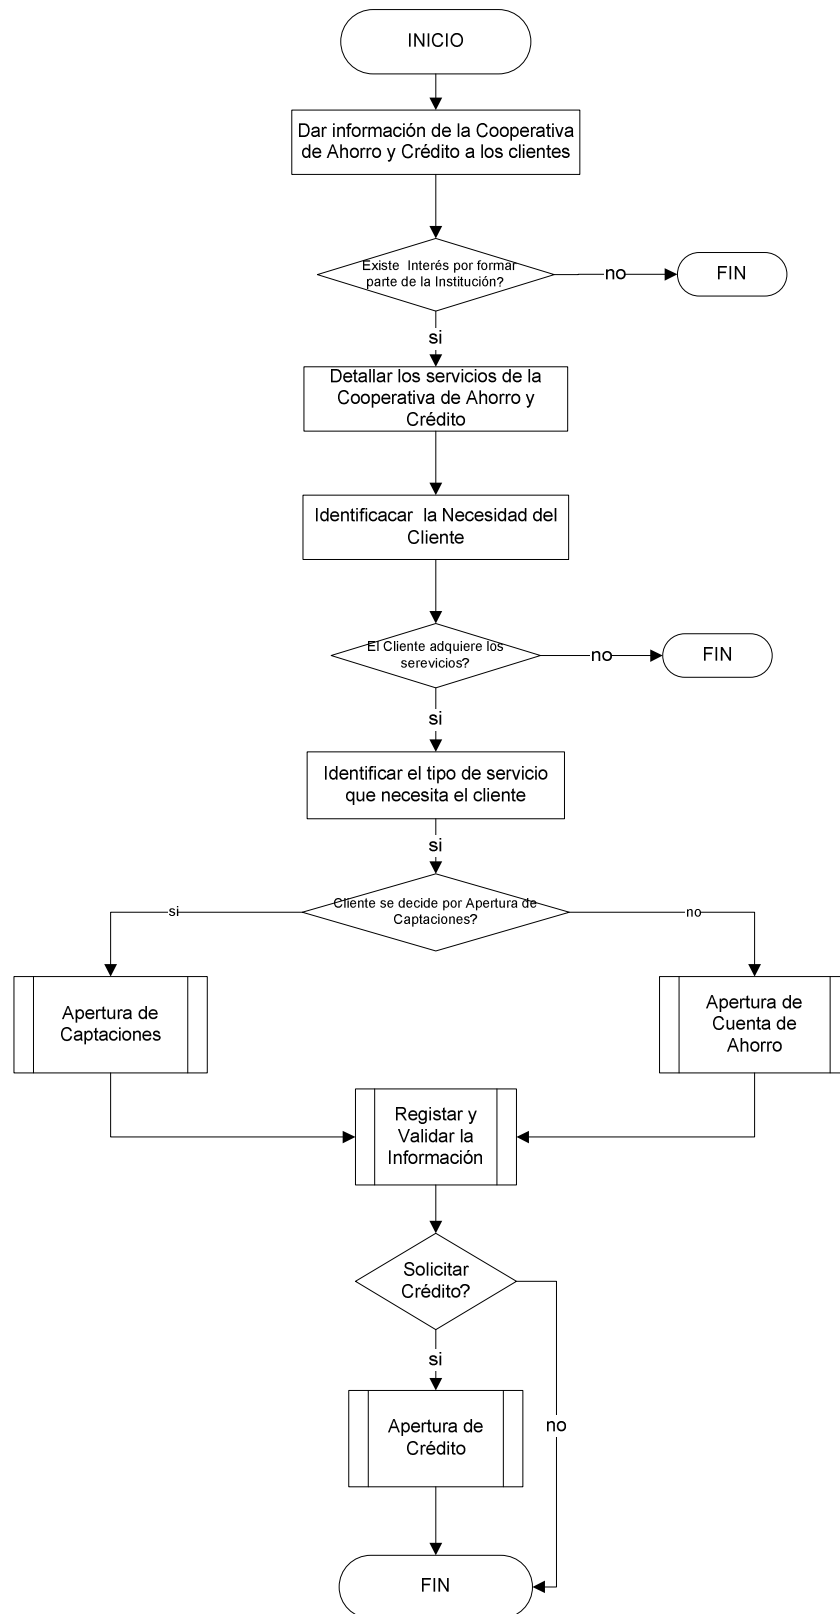 INICIO
Dar información de la Cooperativa
de Ahorro y Crédito a los clientes
Existe Interés por formar
parte de la Institución?
no
FIN
si
Detallar los servicios de la
Cooperativa de Ahorro y
Crédito
Identificacar la Necesidad del
Cliente
El Cliente adquiere los
serevicios?
no
FIN
si
Identificar el tipo de servicio
que necesita el cliente
si
Cliente se decide por Apertura de
Captaciones?
si
no
Apertura de
Captaciones
Apertura de
Cuenta de
Ahorro
Registar y
Validar la
Información
Solicitar
Crédito?
si
no
Apertura de
Crédito
FIN